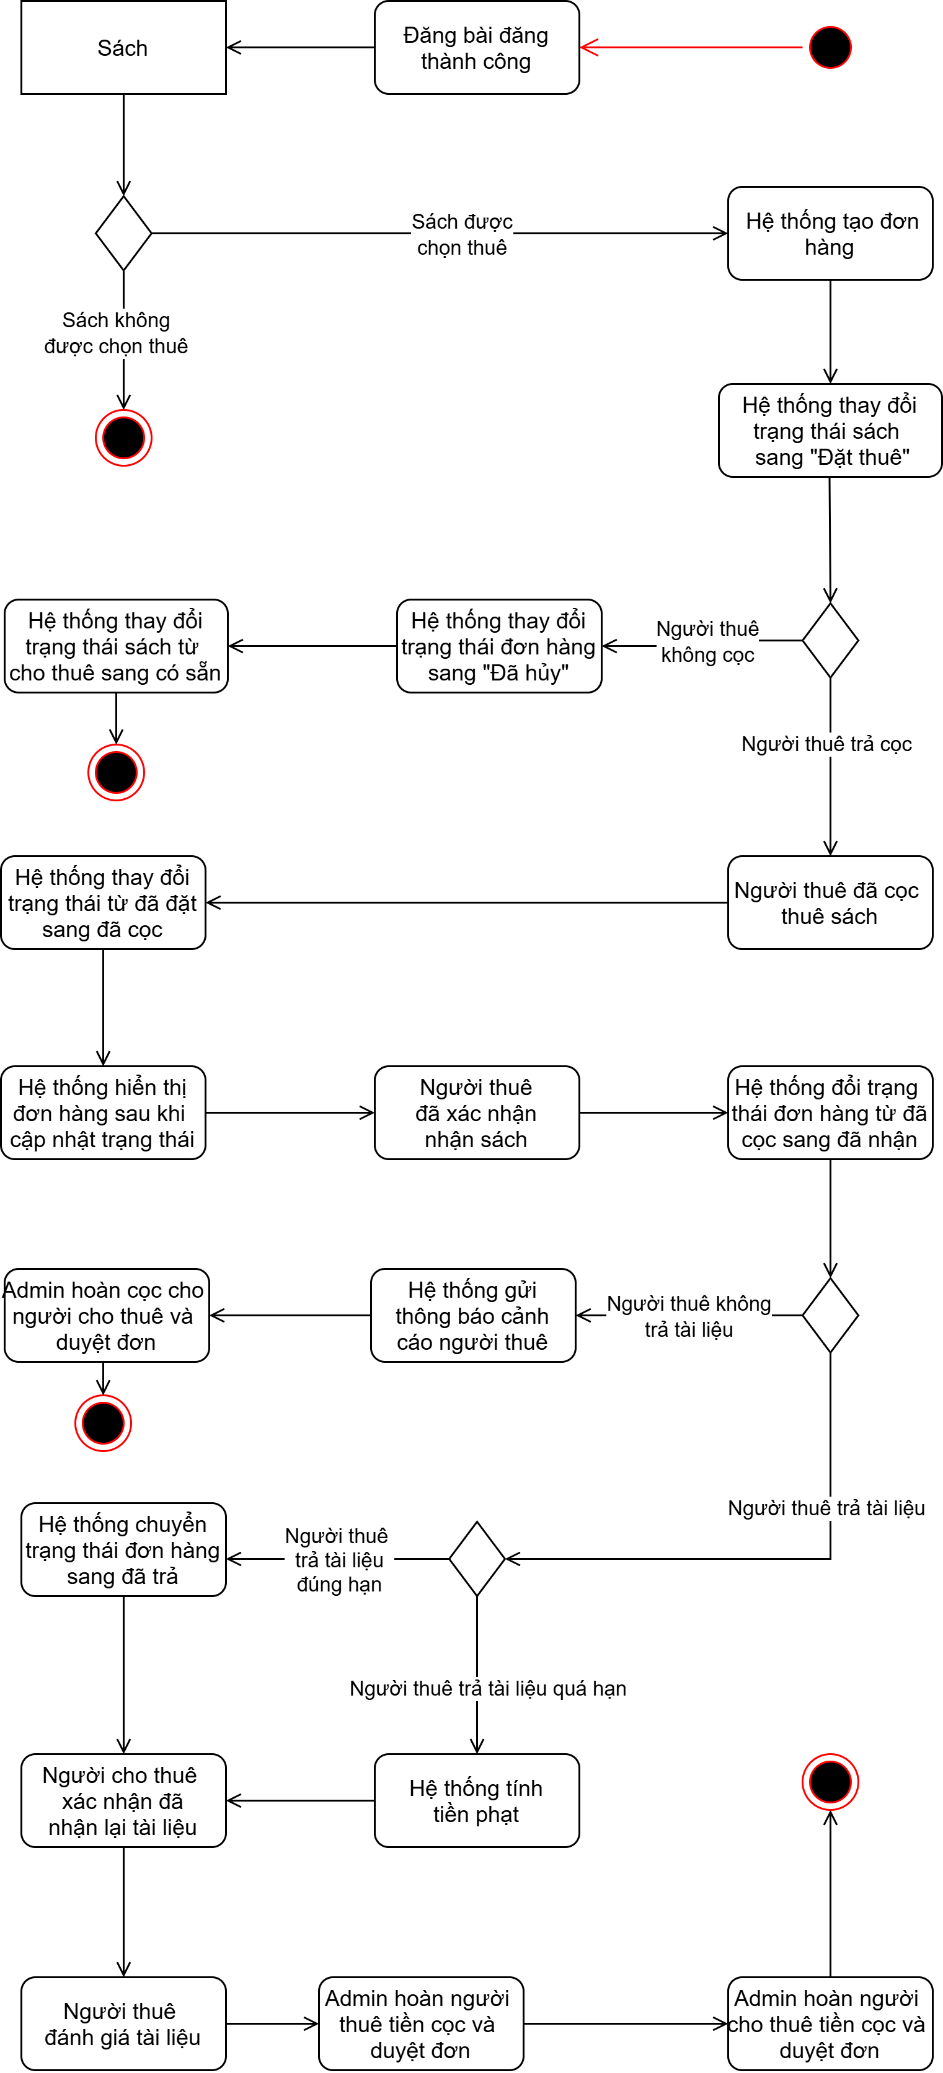 Sách
Đăng bài đăng
thành công
Sách được
chọn thuê
Hệ thống tạo đơn
hàng
Sách không
được chọn thuê
Hệ thống thay đổi
trạng thái sách
sang "Đặt thuê"
Hệ thống thay đổi
trạng thái sách từ
cho thuê sang có sẵn
Hệ thống thay đổi
trạng thái đơn hàng
sang "Đã hủy"
Người thuê
không cọc
Người thuê trả cọc
Hệ thống thay đổi
trạng thái từ đã đặt
sang đã cọc
Người thuê đã cọc
thuê sách
Hệ thống hiển thị
đơn hàng sau khi
cập nhật trạng thái
Người thuê
đã xác nhận
nhận sách
Hệ thống đổi trạng
thái đơn hàng từ đã
cọc sang đã nhận
Admin hoàn cọc cho
người cho thuê và
duyệt đơn
Hệ thống gửi
thông báo cảnh
cáo người thuê
Người thuê không
trả tài liệu
Người thuê trả tài liệu
Hệ thống chuyển
trạng thái đơn hàng
sang đã trả
Người thuê
trả tài liệu
đúng hạn
Người thuê trả tài liệu quá hạn
Người cho thuê
xác nhận đã
nhận lại tài liệu
Hệ thống tính
tiền phạt
Người thuê
đánh giá tài liệu
Admin hoàn người
thuê tiền cọc và
duyệt đơn
Admin hoàn người
cho thuê tiền cọc và
duyệt đơn